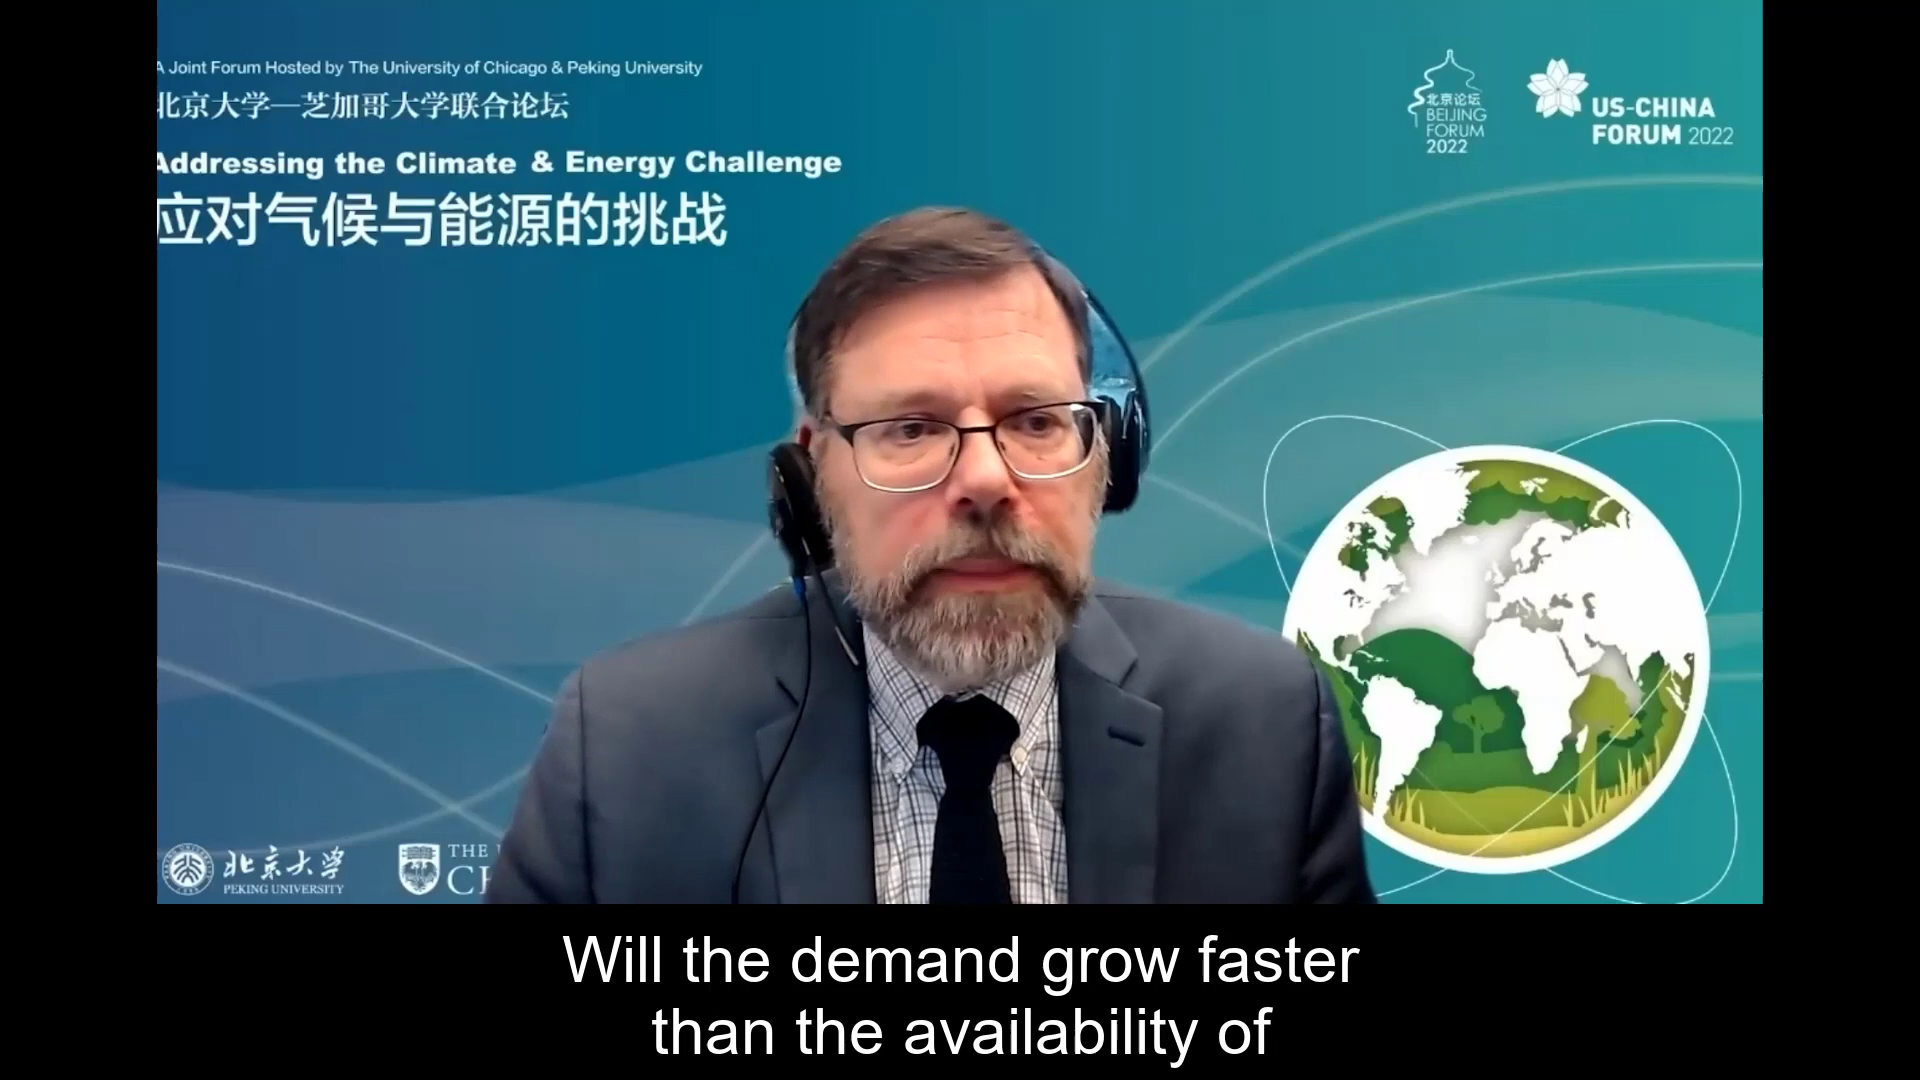 A Joint Forum Hosted by The University of Chicago & Peking University
北京大学—芝加哥大学联合论坛
Addressing the Climate & Energy Challenge
应对气候与能源的挑战
北京论坛
BEIJING
FORUM
2022
US-CHINA
FORUM 2022
北京大学
PEKING UNIVERSITY
THE
CH
Will the demand grow faster
than the availability of